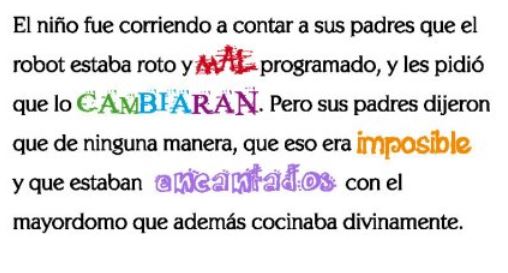 El niño fue corriendo a contar a sus padres que el
robot estaba roto y MAL programado, y les pidió
que lo CAMBIARAN. Pero sus padres dijeron
que de ninguna manera, que eso era imposible
y que estaban encantados con el
mayordomo que además cocinaba divinamente.